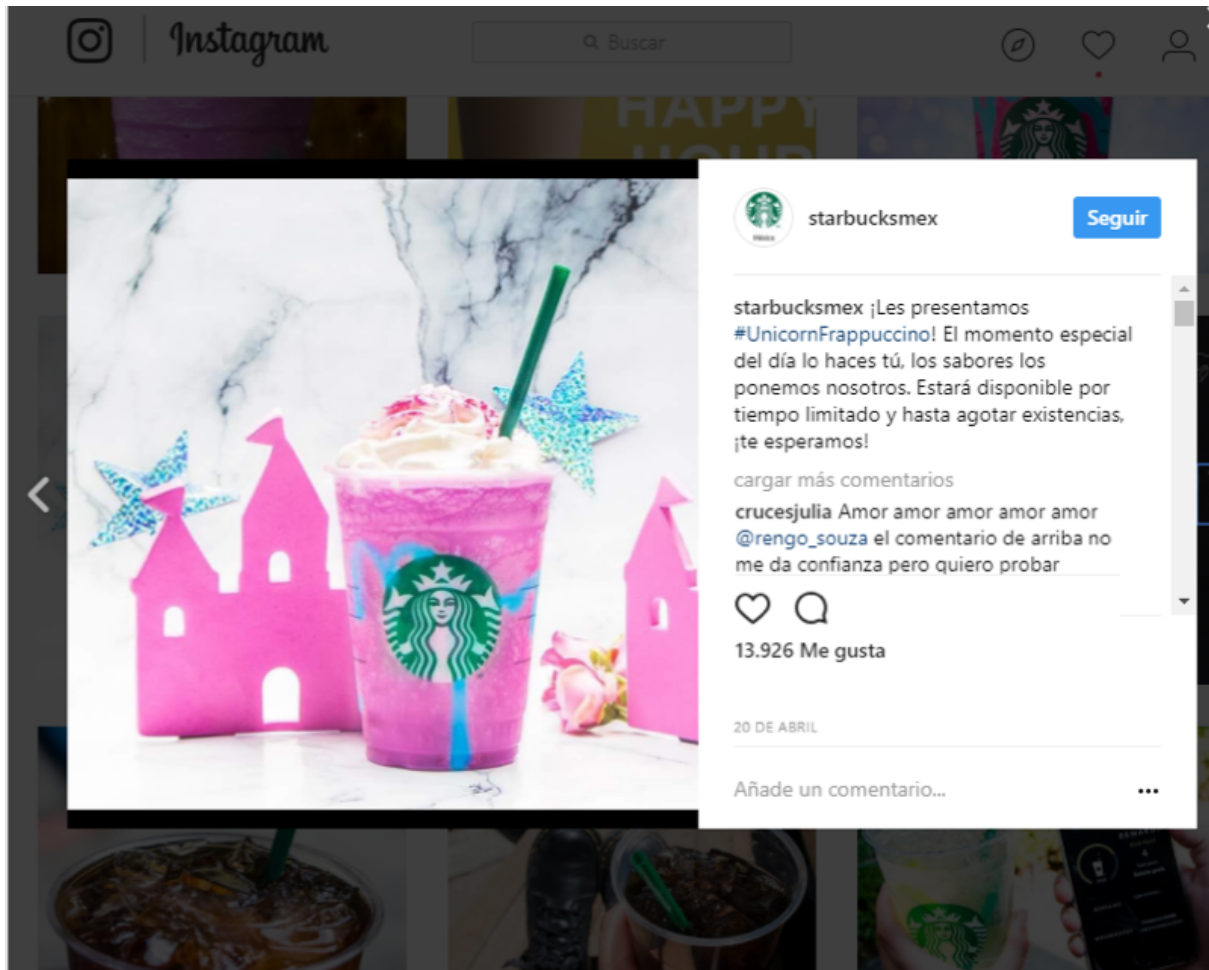 Instagram
Buscar
HAPPY
HOUR
starbucksmex
Seguir
starbucksmex ¡Les presentamos
#UnicornFrappuccino! El momento especial
del día lo haces tú, los sabores los
ponemos nosotros. Estará disponible por
tiempo limitado y hasta agotar existencias,
¡te esperamos!
cargar más comentarios
crucesjulia Amor amor amor amor amor
@rengo_souza el comentario de arriba no
me da confianza pero quiero probar
13.926 Me gusta
20 DE ABRIL
Añade un comentario...